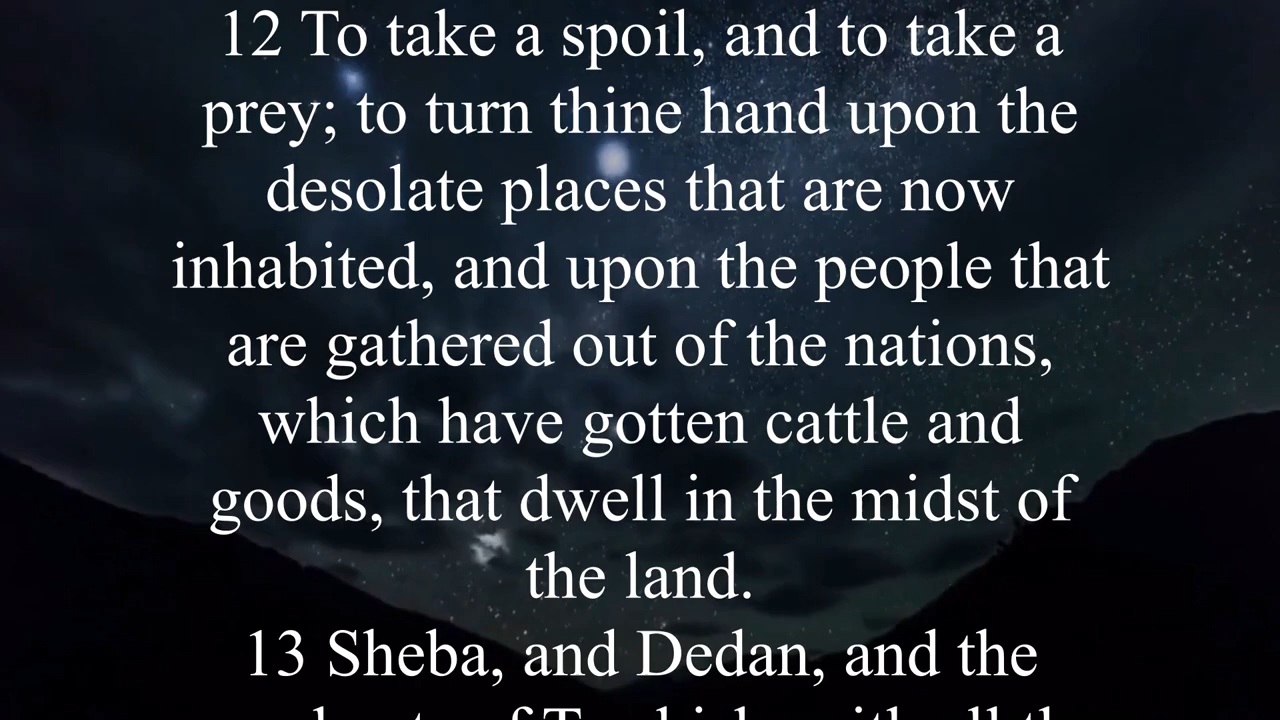 12 To take a spoil, and to take a
prey; to turn thine hand upon the
desolate places that are now
inhabited, and upon the people that
are gathered out of the nations,
which have gotten cattle and
goods, that dwell in the midst of
the land.
13 Sheba, and Dedan, and the